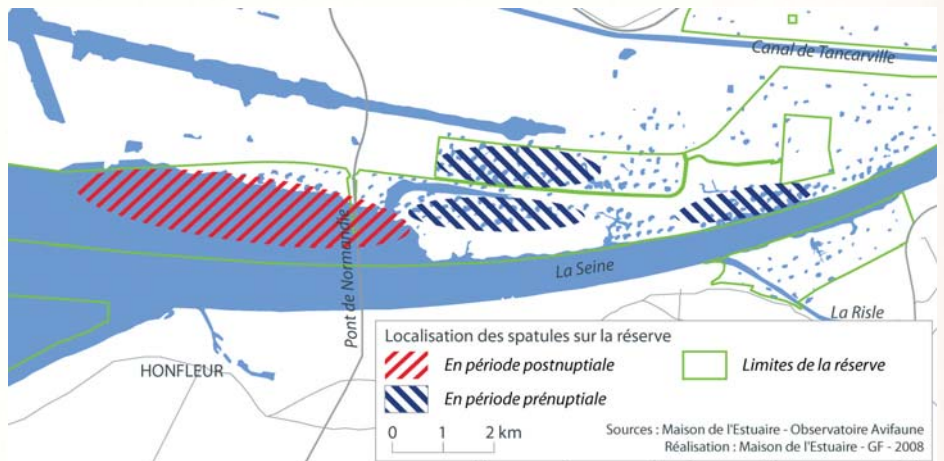 Canal de Tancarville
Pont de Normandie
La Seine
La Risle
HONFLEUR
Localisation des spatules sur la réserve
En période postnuptiale
Limites de la réserve
En période prénuptiale
0 1 2 km
Sources : Maison de l'Estuaire - Observatoire Avifaune
Réalisation : Maison de l'Estuaire - GF - 2008